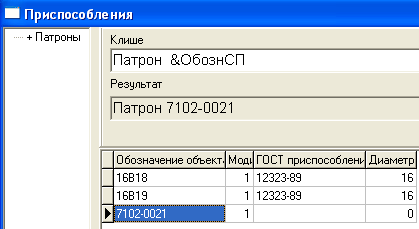 Приспособления
+ Патроны
Клише
Патрон &ОбознСП
Результат
Патрон 7102-0021
Обозначение объекта Моди ГОСТ приспособлени Диаметр
16В18 1 12323-89 16
16В19 1 12323-89 16
7102-0021 1 0